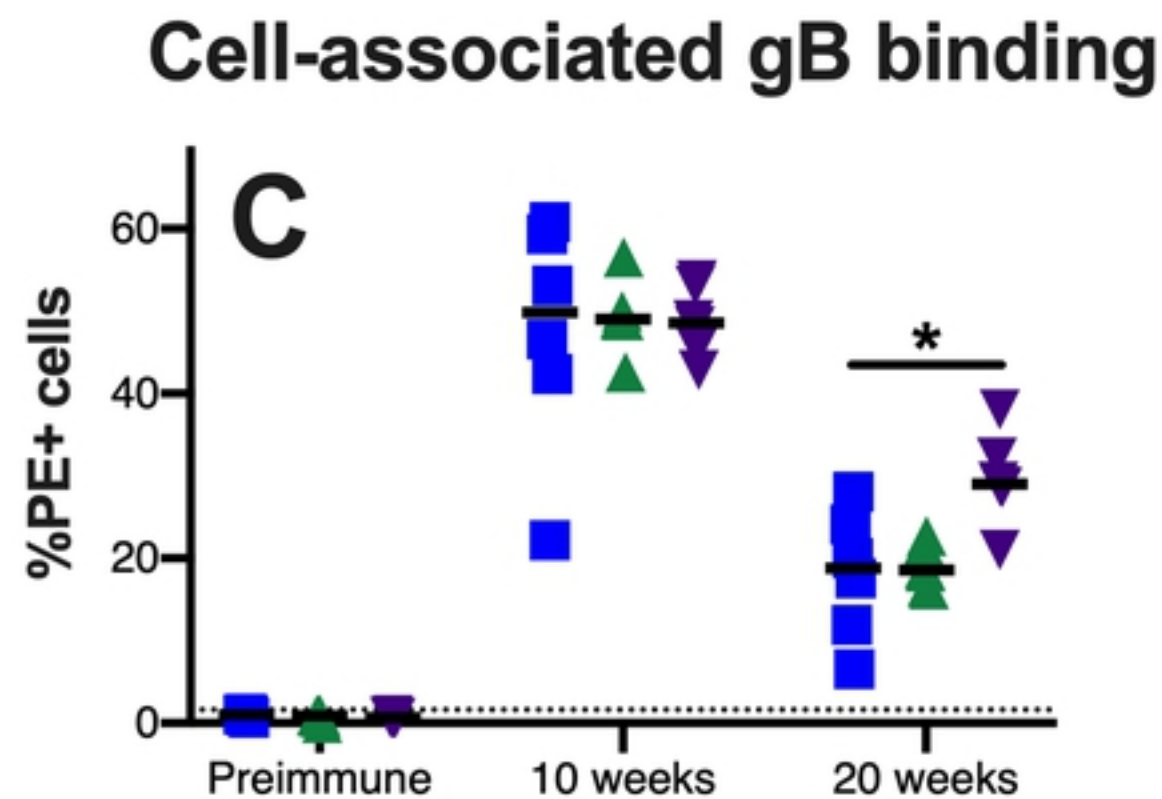 Cell-associated gB binding
C
%PE+ cells
60
40
20
0
*
Preimmune
10 weeks
20 weeks